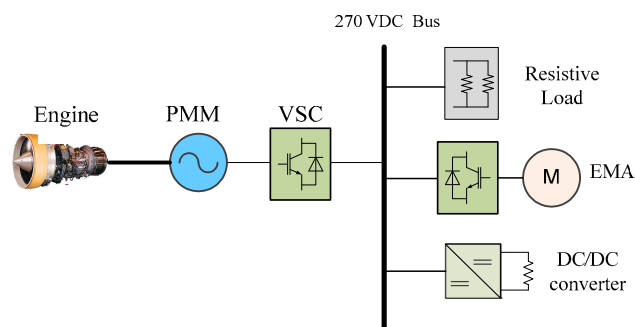 270 VDC Bus
Engine
PMM
VSC
Resistive
Load
M
EMA
DC/DC
converter